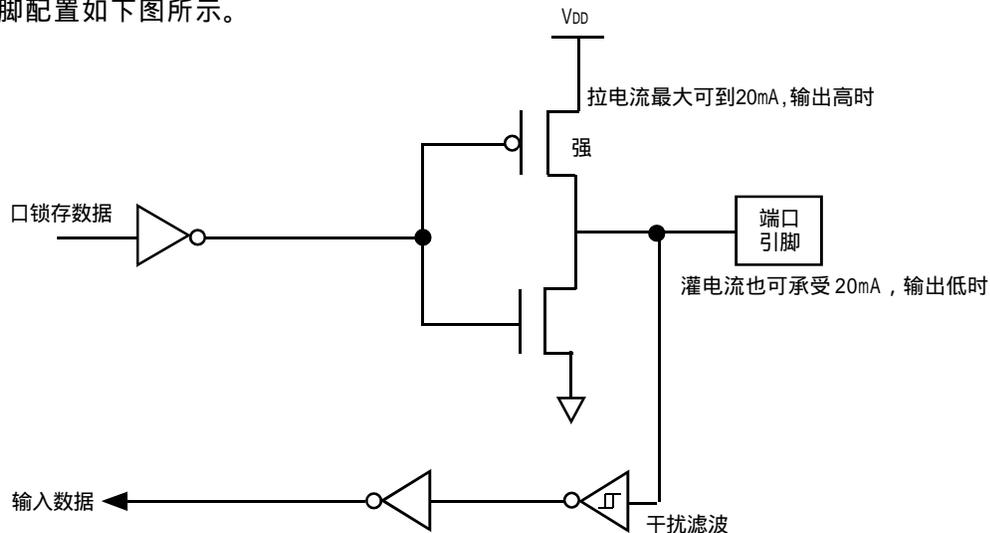 脚配置如下图所示。
VDD
拉电流最大可到20mA,输出高时
强
口锁存数据
端口
引脚
灌电流也可承受20mA，输出低时
输入数据
干扰滤波